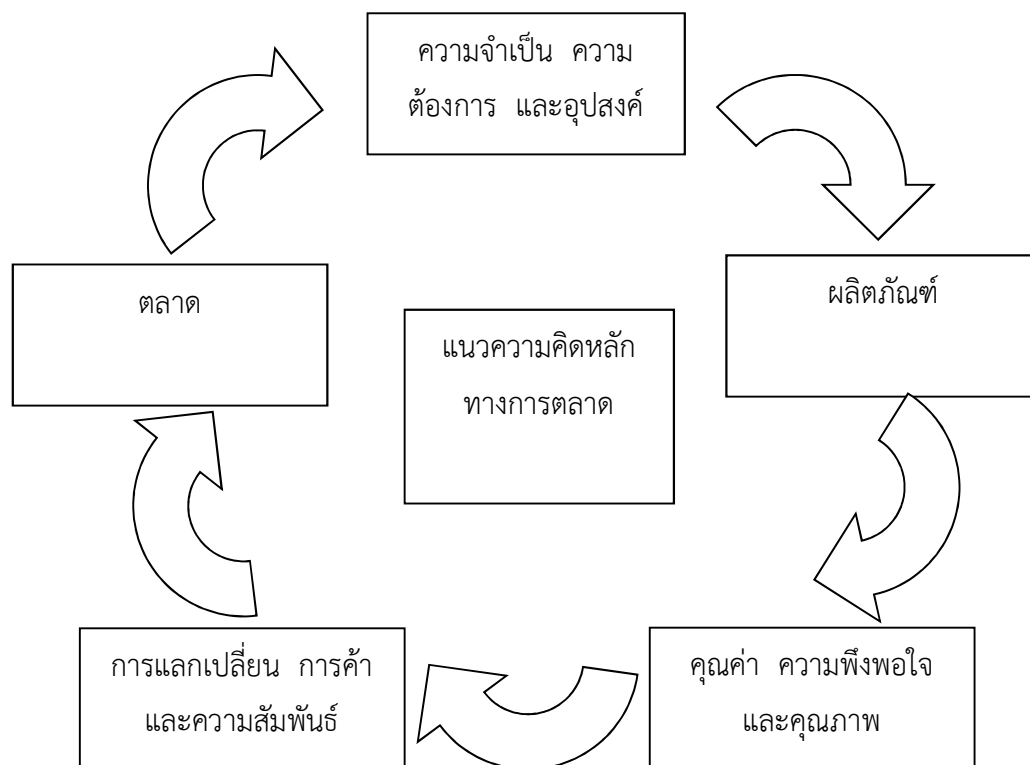 ความจำเป็น ความ
ต้องการ และอุปสงค์
ตลาด
ผลิตภัณฑ์
แนวความคิดหลัก
ทางการตลาด
การแลกเปลี่ยน การค้า
และความสัมพันธ์
คุณค่า ความพึงพอใจ
และคุณภาพ